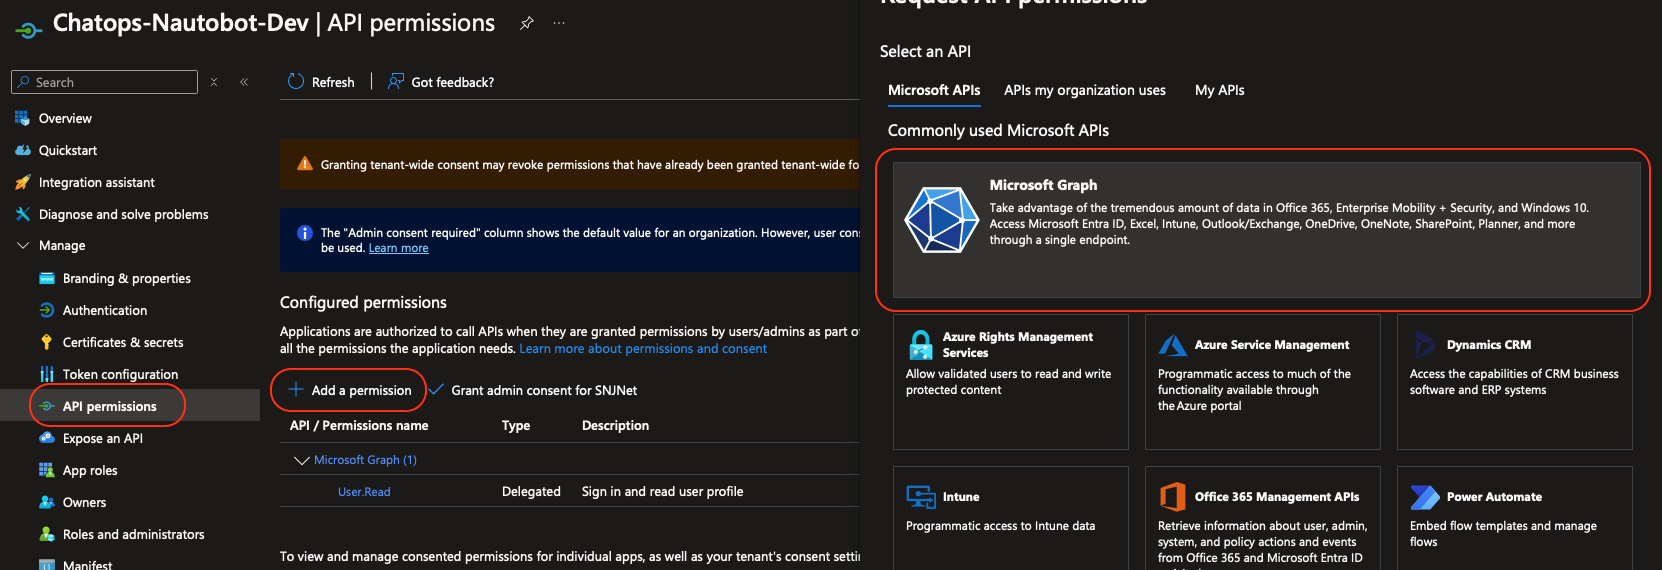 Chatops-Nautobot-Dev | API permissions
Search
Overview
Quickstart
Integration assistant
Diagnose and solve problems
Manage
Branding & properties
Authentication
Certificates & secrets
Token configuration
API permissions
Expose an API
App roles
Owners
Roles and administrators
Manifest
Refresh
Got feedback?
Granting tenant-wide consent may revoke permissions that have already been granted tenant-wide fo
The "Admin consent required" column shows the default value for an organization. However, user con
be used. Learn more
Configured permissions
Applications are authorized to call APIs when they are granted permissions by users/admins as part of
all the permissions the application needs. Learn more about permissions and consent
Add a permission
Grant admin consent for SNJNet
API / Permissions name Type Description
Microsoft Graph (1)
User.Read Delegated Sign in and read user profile
To view and manage consented permissions for individual apps, as well as your tenant's consent setti
Request API permissions
Select an API
Microsoft APIs APIs my organization uses My APIs
Commonly used Microsoft APIs
Microsoft Graph
Take advantage of the tremendous amount of data in Office 365, Enterprise Mobility + Security, and Windows 10.
Access Microsoft Entra ID, Excel, Intune, Outlook/Exchange, OneDrive, OneNote, SharePoint, Planner, and more
through a single endpoint.
Azure Rights Management
Services
Allow validated users to read and write
protected content
Azure Service Management
Programmatic access to much of the
functionality available through
the Azure portal
Dynamics CRM
Access the capabilities of CRM business
software and ERP systems
Intune
Programmatic access to Intune data
Office 365 Management APIs
Retrieve information about user, admin,
system, and policy actions and events
from Office 365 and Microsoft Entra ID
Power Automate
Embed flow templates and manage
flows